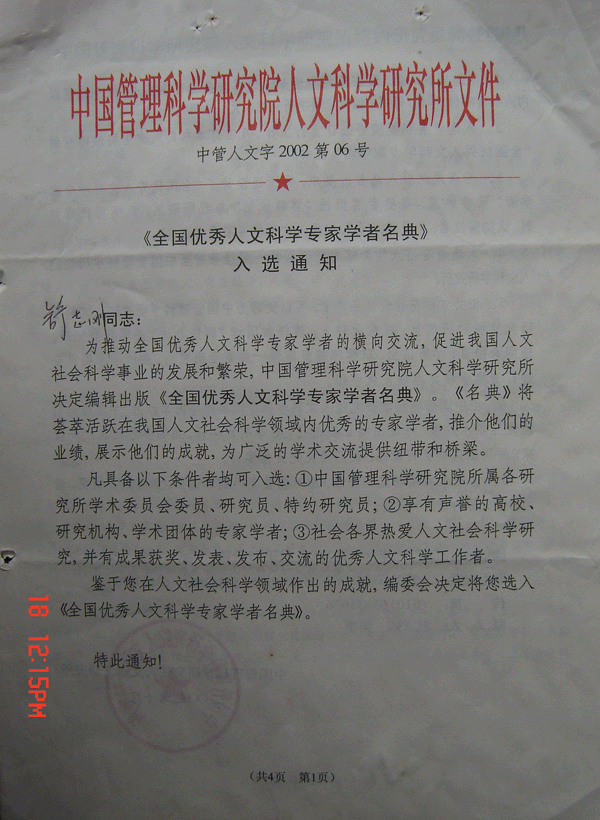 中国管理科学研究院人文科学研究所文件
中管人文字 2002 第 06 号
《全国优秀人文科学专家学者名典》
入选通知
舒志刚同志：
为推动全国优秀人文科学专家学者的横向交流, 促进我国人文
社会科学事业的发展和繁荣, 中国管理科学研究院人文科学研究所
决定编辑出版《全国优秀人文科学专家学者名典》。《名典》将
荟萃活跃在我国人文社会科学领域内优秀的专家学者, 推介他们的
业绩, 展示他们的成就, 为广泛的学术交流提供纽带和桥梁。
凡具备以下条件者均可入选: ①中国管理科学研究院所属各研
究所学术委员会委员、研究员、特约研究员; ②享有声誉的高校、
研究机构、学术团体的专家学者; ③社会各界热爱人文社会科学研
究, 并有成果获奖、发表、发布、交流的优秀人文科学工作者。
鉴于您在人文社会科学领域作出的成就, 编委会决定将您选入
《全国优秀人文科学专家学者名典》。
特此通知!
(共4页 第1页)
18 12:15PM